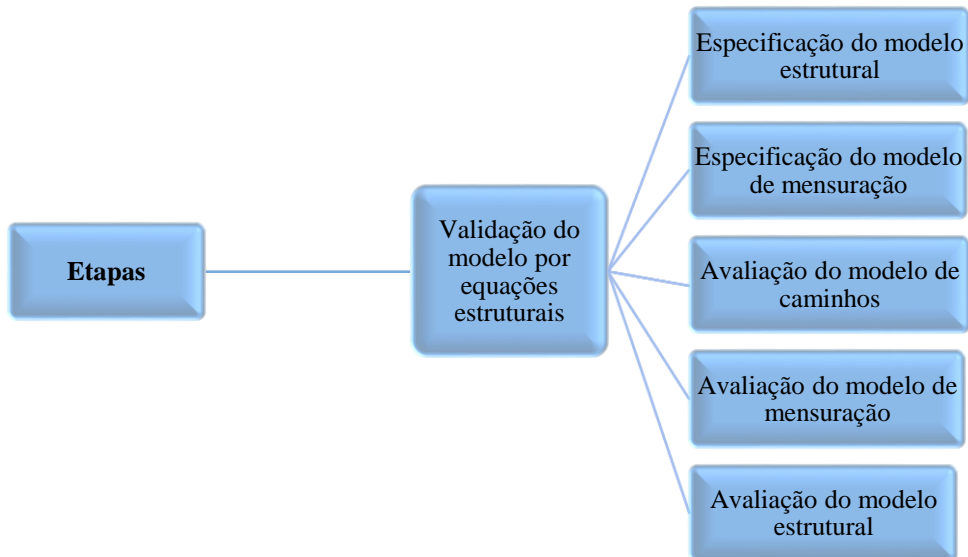 Etapas
Validação do
modelo por
equações
estruturais
Especificação do modelo
estrutural
Especificação do modelo
de mensuração
Avaliação do modelo de
caminhos
Avaliação do modelo de
mensuração
Avaliação do modelo
estrutural